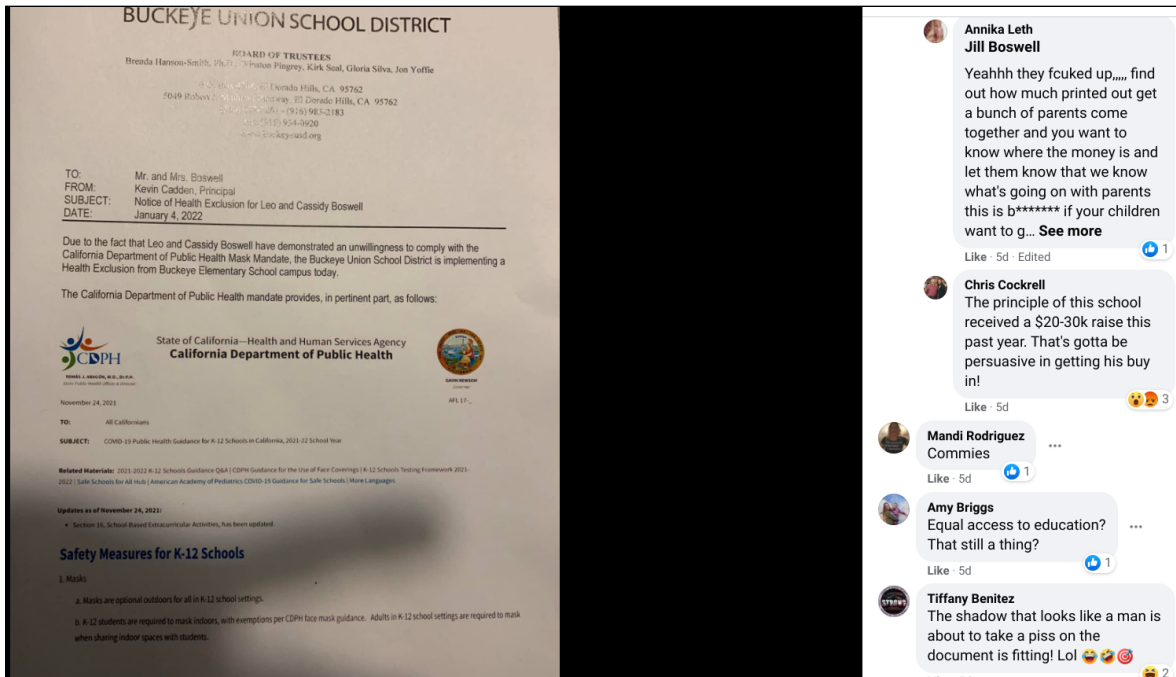 BUCKEYE UNION SCHOOL DISTRICT
BOARD OF TRUSTEES
Brenda Hanson-Smith, Ph.D., Winston Pingrey, Kirk Seal, Gloria Silva, Jon Yoffie
Dorado Hills, CA 95762
5049 Robert El Dorado Hills, CA 95762
(916) 985-2183
TO: Mr. and Mrs. Boswell
FROM: Kevin Cadden, Principal
SUBJECT: Notice of Health Exclusion for Leo and Cassidy Boswell
DATE: January 4, 2022
Due to the fact that Leo and Cassidy Boswell have demonstrated an unwillingness to comply with the
California Department of Public Health Mask Mandate, the Buckeye Union School District is implementing a
Health Exclusion from Buckeye Elementary School campus today.
The California Department of Public Health mandate provides, in pertinent part, as follows:
CDPH
State of California—Health and Human Services Agency
California Department of Public Health
TOMÁS J. ARAGÓN, M.D., Dr.P.H.
State Public Health Officer & Director
GAVIN NEWSOM
Governor
November 24, 2021
AFL
TO: All Californians
SUBJECT: COVID-19 Public Health Guidance for K-12 Schools in California, 2021-22 School Year
Related Materials: 2021-2022 K-12 Schools Guidance Q&A | CDPH Guidance for the Use of Face Coverings | K-12 Schools Testing Framework 2021-
2022 | Safe Schools for All Hub | American Academy of Pediatrics COVID-19 Guidance for Safe Schools | More Languages
Updates as of November 24, 2021:
• Section 16, School-Based Extracurricular Activities, has been updated.
Safety Measures for K-12 Schools
1. Masks
a. Masks are optional outdoors for all in K-12 school settings.
b. K-12 students are required to mask indoors, with exemptions per CDPH face mask guidance. Adults in K-12 school settings are required to mask
when sharing indoor spaces with students.
Annika Leth
Jill Boswell
Yeahhh they fcuked up,,,,, find
out how much printed out get
a bunch of parents come
together and you want to
know where the money is and
let them know that we know
what's going on with parents
this is b******* if your children
want to g... See more
1
Like · 5d · Edited
Chris Cockrell
The principle of this school
received a $20-30k raise this
past year. That's gotta be
persuasive in getting his buy
in!
3
Like · 5d
Mandi Rodriguez
Commies
1
Like · 5d
Amy Briggs
Equal access to education?
That still a thing?
1
Like · 5d
STRONG
Tiffany Benitez
The shadow that looks like a man is
about to take a piss on the
document is fitting! Lol 😂🤣🎯
2